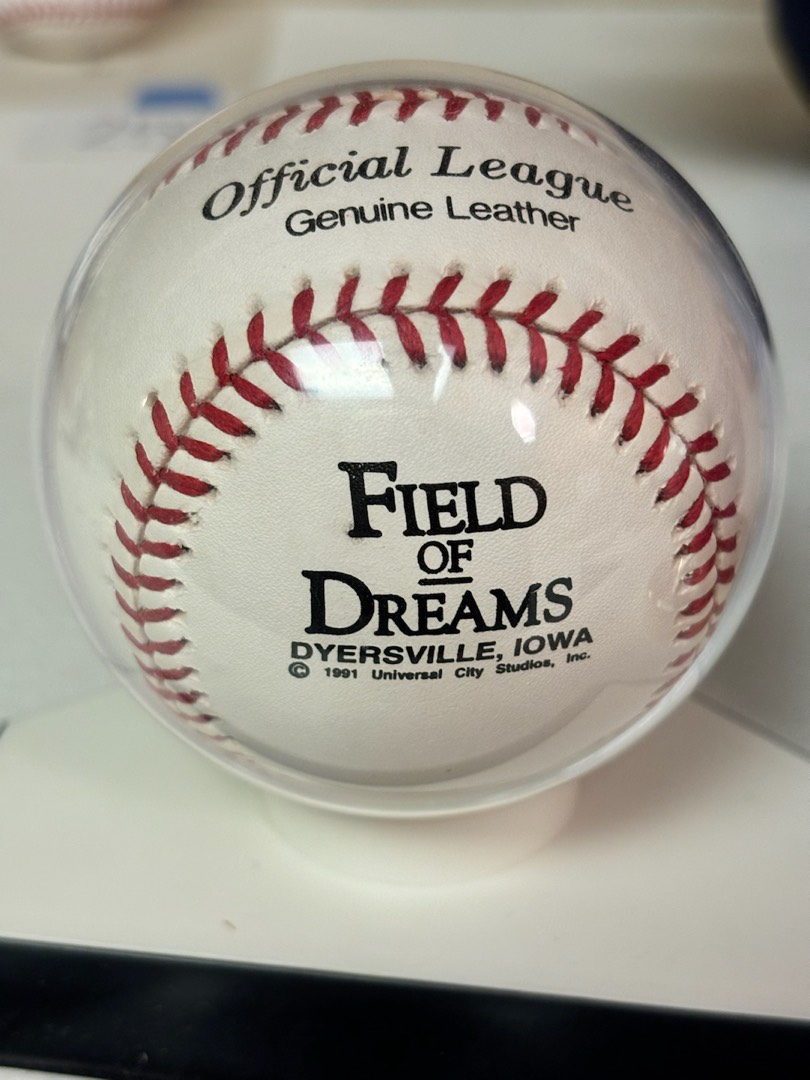 Official League
Genuine Leather
FIELD
OF
DREAMS
DYERSVILLE, IOWA
© 1991 Universal City Studios, Inc.